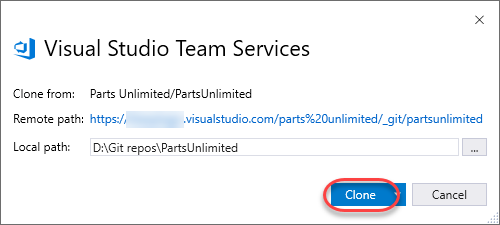 Visual Studio Team Services
Clone from: Parts Unlimited/PartsUnlimited
Remote path: https:// .visualstudio.com/parts%20unlimited/_git/partsunlimited
Local path: D:\Git repos\PartsUnlimited ...
Clone Cancel